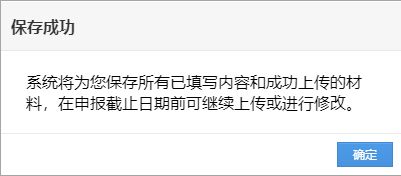 保存成功
系统将为您保存所有已填写内容和成功上传的材
料，在申报截止日期前可继续上传或进行修改。
确定